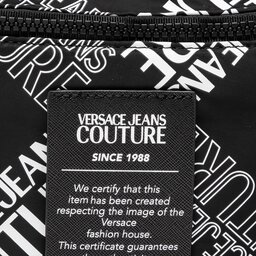 VERSACE JEANS
COUTURE
SINCE 1988
We certify that this
item has been created
respecting the image of the
Versace
fashion house.
This certificate guarantees